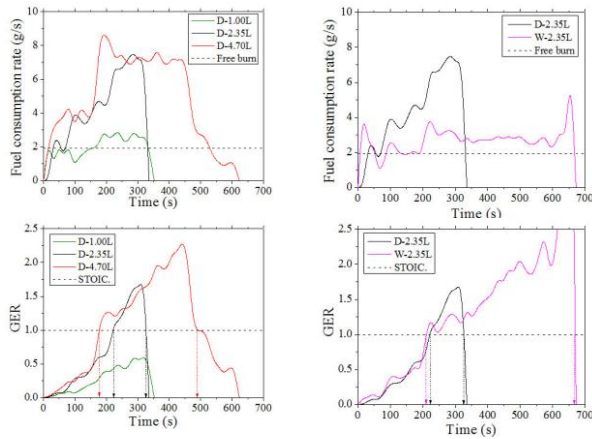 Fuel consumption rate (g/s)
10
8
6
4
2
0
D-1.00L
D-2.35L
D-4.70L
Free burn
0 100 200 300 400 500 600 700
Time (s)
Fuel consumption rate (g/s)
10
8
6
4
2
0
D-2.35L
W-2.35L
Free burn
0 100 200 300 400 500 600 700
Time (s)
GER
2.5
2.0
1.5
1.0
0.5
0.0
D-1.00L
D-2.35L
D-4.70L
STOIC.
0 100 200 300 400 500 600 700
Time (s)
GER
2.5
2.0
1.5
1.0
0.5
0.0
D-2.35L
W-2.35L
STOIC.
0 100 200 300 400 500 600 700
Time (s)